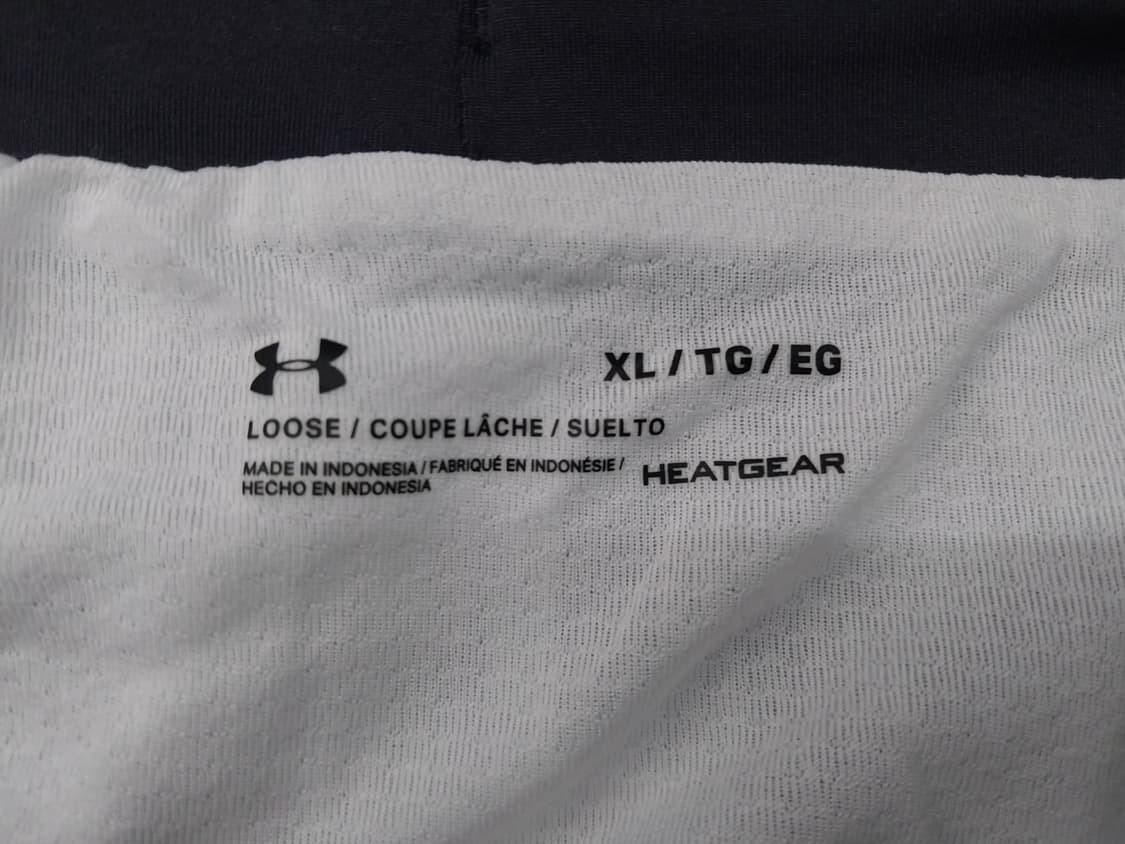 XL / TG / EG
LOOSE / COUPE LÂCHE / SUELTO
MADE IN INDONESIA / FABRIQUÉ EN INDONÉSIE /
HECHO EN INDONESIA
HEATGEAR